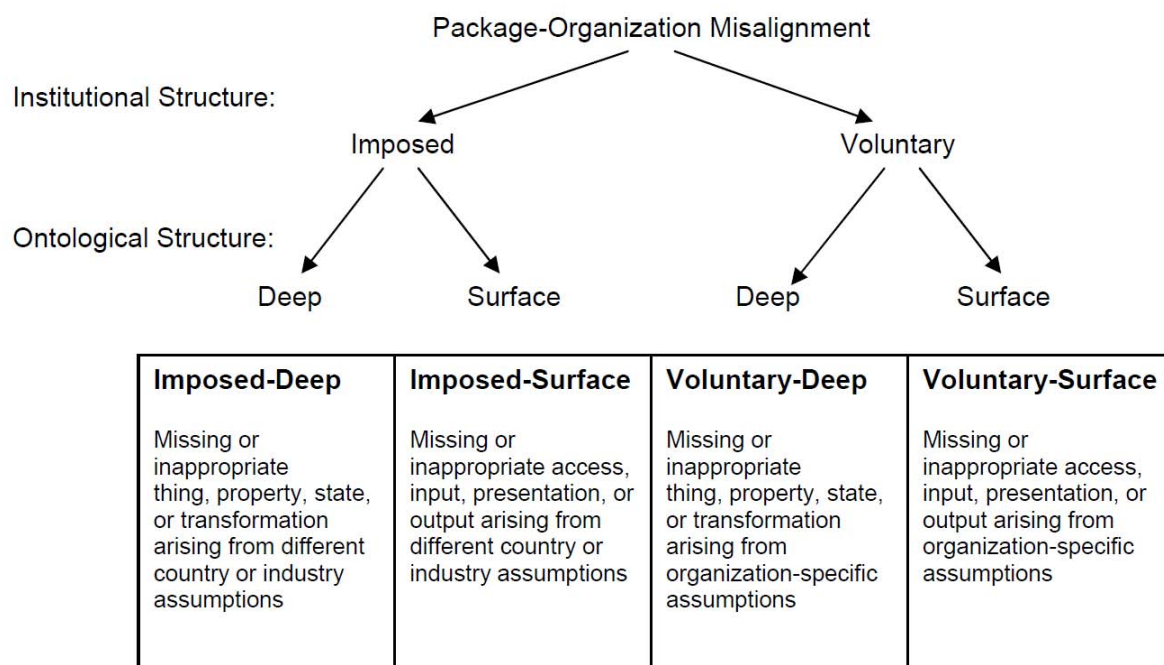 Package-Organization Misalignment
Institutional Structure:
Imposed
Voluntary
Ontological Structure:
Deep
Surface
Deep
Surface
Imposed-Deep
Missing or
inappropriate
thing, property, state,
or transformation
arising from different
country or industry
assumptions
Imposed-Surface
Missing or
inappropriate access,
input, presentation, or
output arising from
different country or
industry assumptions
Voluntary-Deep
Missing or
inappropriate
thing, property, state,
or transformation
arising from
organization-specific
assumptions
Voluntary-Surface
Missing or
inappropriate access,
input, presentation, or
output arising from
organization-specific
assumptions